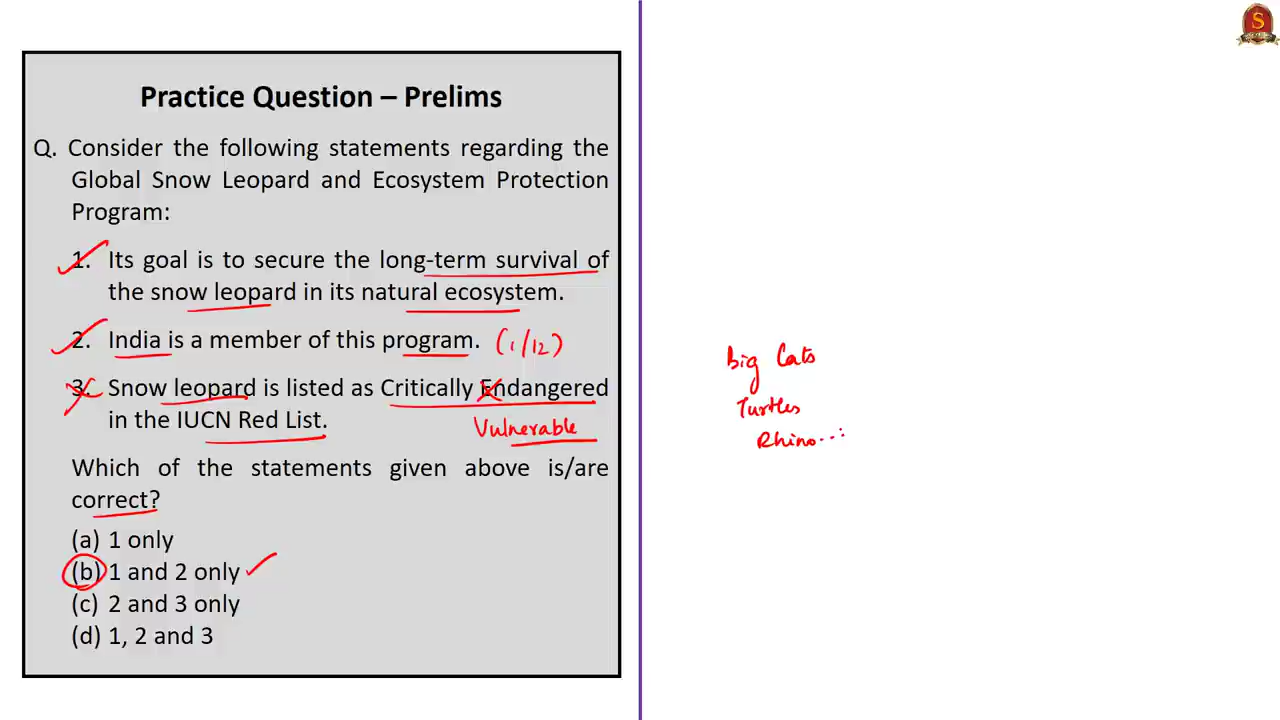 Practice Question – Prelims
Q. Consider the following statements regarding the
Global Snow Leopard and Ecosystem Protection
Program:
1. Its goal is to secure the long-term survival of
the snow leopard in its natural ecosystem.
2. India is a member of this program. (1/12)
3. Snow leopard is listed as Critically Endangered
in the IUCN Red List.
Vulnerable
Which of the statements given above is/are
correct?
(a) 1 only
(b) 1 and 2 only
(c) 2 and 3 only
(d) 1, 2 and 3
Big Cats
Turtles
Rhino...
S